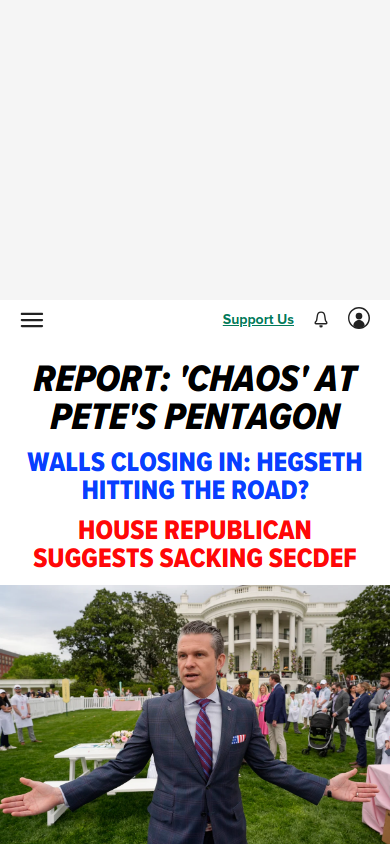 Support Us
REPORT: 'CHAOS' AT
PETE'S PENTAGON
WALLS CLOSING IN: HEGSETH
HITTING THE ROAD?
HOUSE REPUBLICAN
SUGGESTS SACKING SECDEF